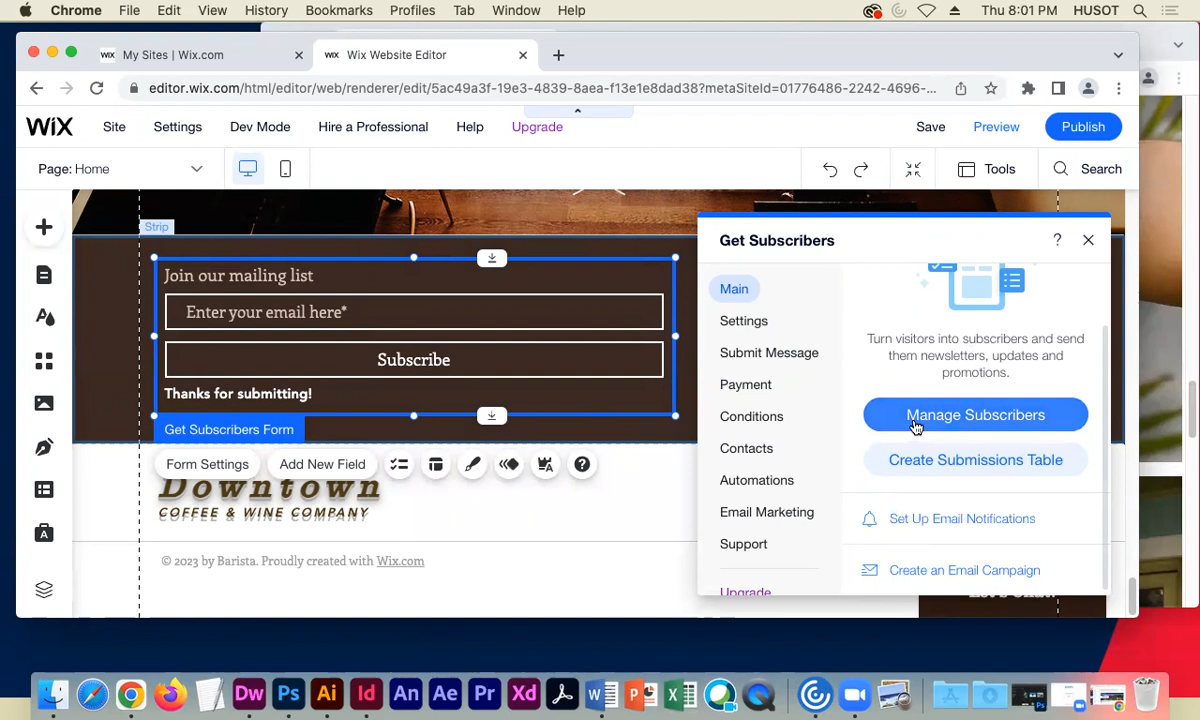 Chrome File Edit View History Bookmarks Profiles Tab Window Help Thu 8:01 PM HUSOT
WiX My Sites | Wix.com WiX Wix Website Editor
editor.wix.com/html/editor/web/renderer/edit/5ac49a3f-19e3-4839-8aea-f13e1e8dad38?metaSiteId=01776486-2242-4696-...
WiX Site Settings Dev Mode Hire a Professional Help Upgrade Save Preview Publish
Page: Home Tools Search
Strip
Join our mailing list
Enter your email here*
Subscribe
Thanks for submitting!
Get Subscribers Form
Form Settings Add New Field
Downtown
COFFEE & WINE COMPANY
© 2023 by Barista. Proudly created with Wix.com
Get Subscribers ?
Main
Settings
Submit Message
Payment
Conditions
Contacts
Automations
Email Marketing
Support
Upgrade
Turn visitors into subscribers and send
them newsletters, updates and
promotions.
Manage Subscribers
Create Submissions Table
Set Up Email Notifications
Create an Email Campaign
Let's Chat!
Dw Ps Ai Id An Ae Pr Xd W P X